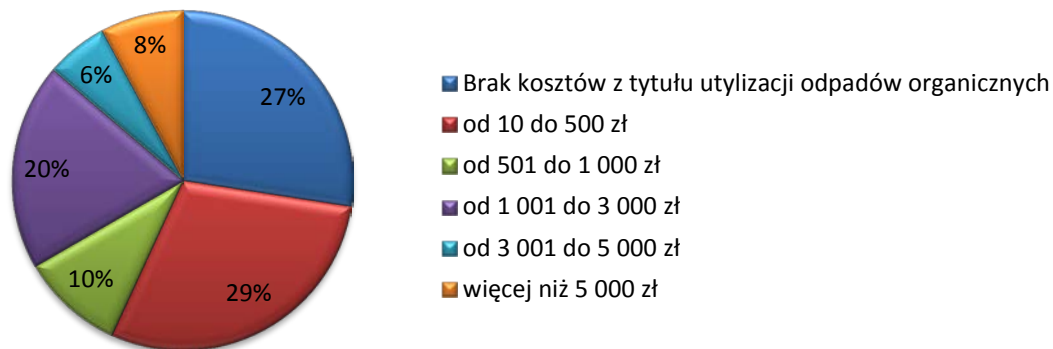 8%
6%
27%
20%
10%
29%
Brak kosztów z tytułu utylizacji odpadów organicznych
od 10 do 500 zł
od 501 do 1 000 zł
od 1 001 do 3 000 zł
od 3 001 do 5 000 zł
więcej niż 5 000 zł